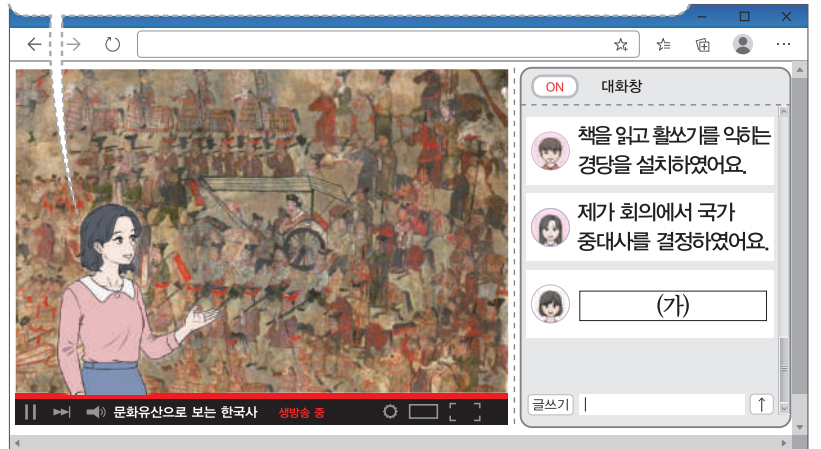 ON 대화창
책을 읽고 활쏘기를 익히는
경당을 설치하였어요.
제가 회의에서 국가
중대사를 결정하였어요.
(가)
문화유산으로 보는 한국사 생방송 중
글쓰기